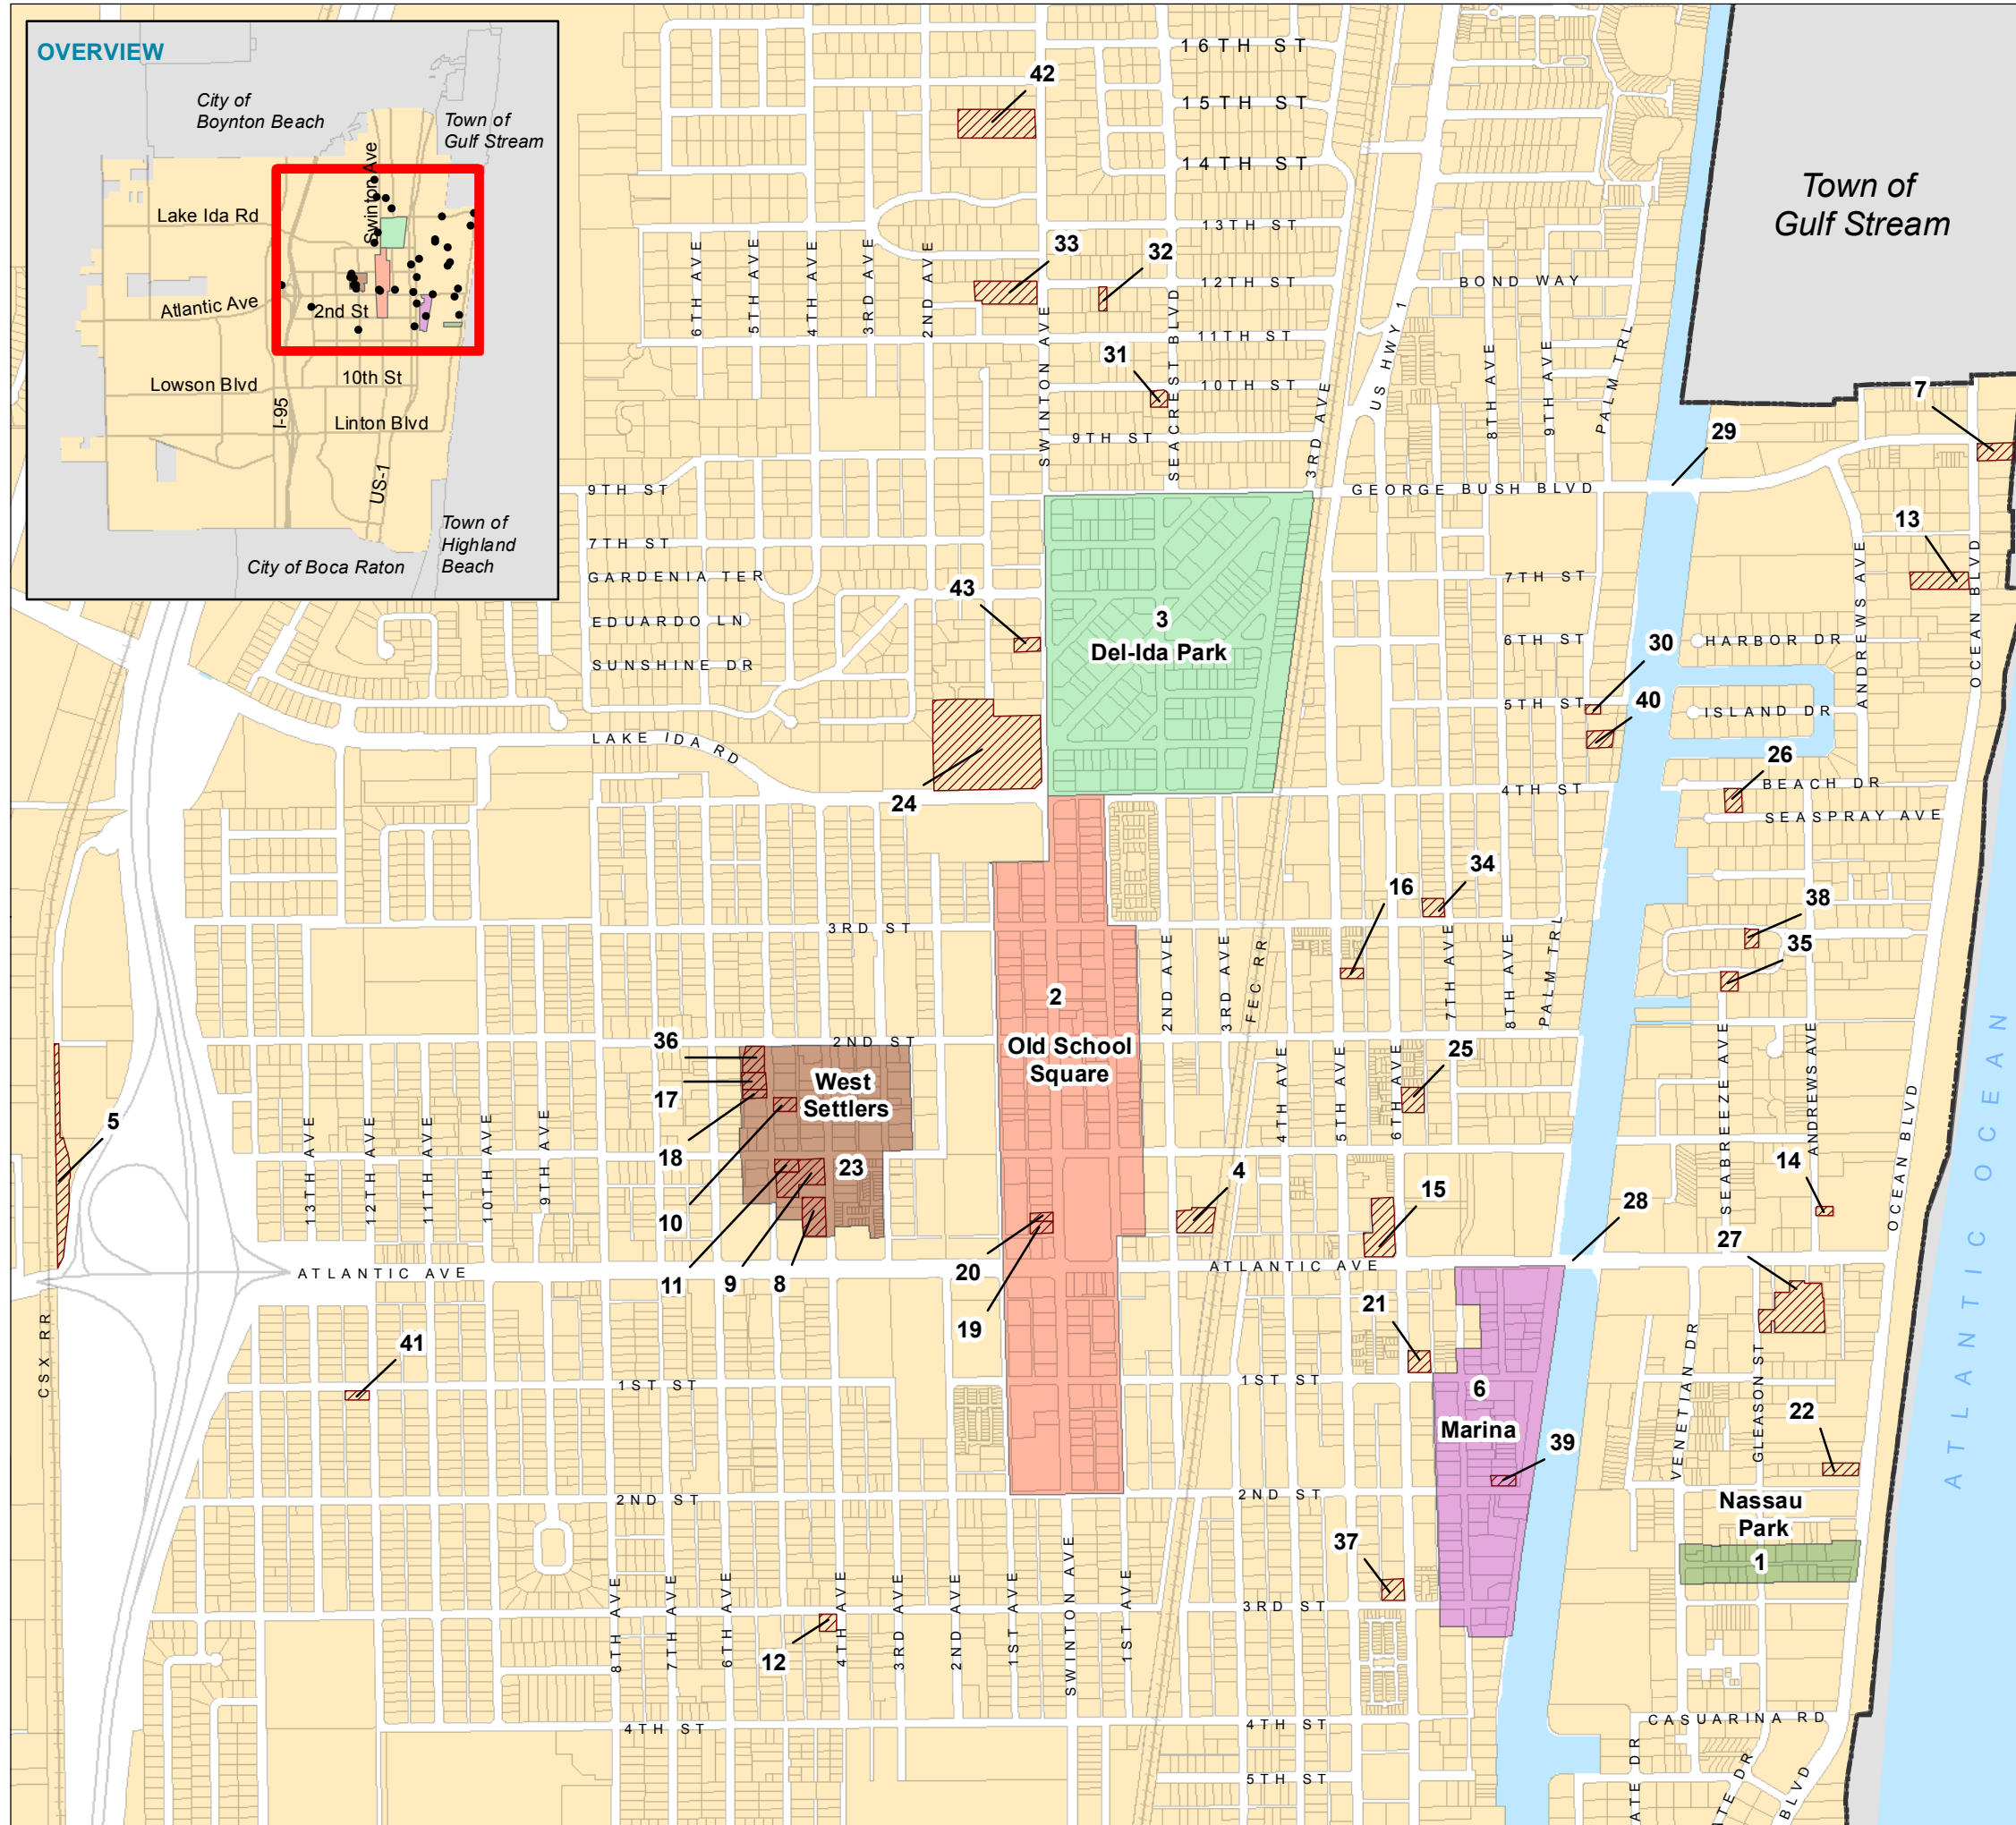 OVERVIEW
City of
Boynton Beach
Town of
Gulf Stream
Swinton Ave
Lake Ida Rd
Atlantic Ave
2nd St
Lowson Blvd
10th St
I-95
Linton Blvd
US-1
Town of
Highland
Beach
City of Boca Raton
16TH ST
42
15TH ST
14TH ST
Town of
Gulf Stream
13TH ST
33
32
6TH AVE
5TH AVE
4TH AVE
3RD AVE
2ND AVE
12TH ST
BOND WAY
SWINTON AVE
SEACREST BLVD
11TH ST
US HWY 1
31
8TH AVE
9TH AVE
PALM TRL
10TH ST
7
3RD AVE
9TH ST
29
9TH ST
GEORGE BUSH BLVD
13
7TH ST
GARDENIA TER
7TH ST
ANDREWS AVE
OCEAN BLVD
43
EDUARDO LN
3
Del-Ida Park
6TH ST
30
HARBOR DR
SUNSHINE DR
5TH ST
40
ISLAND DR
LAKE IDA RD
26
BEACH DR
24
4TH ST
SEASPRAY AVE
34
16
38
3RD ST
35
2ND AVE
3RD AVE
FEC RR
7TH AVE
8TH AVE
PALM TRL
2
Old School
Square
36
2ND ST
25
17
West
Settlers
4TH AVE
5TH AVE
6TH AVE
SEABREEZE AVE
ANDREWS AVE
OCEAN BLVD
ATLANTIC OCEAN
5
18
13TH AVE
12TH AVE
11TH AVE
10TH AVE
9TH AVE
23
4
14
10
15
28
27
11
9
8
20
ATLANTIC AVE
ATLANTIC AVE
19
21
41
CSX RR
1ST ST
1ST ST
6
Marina
VENETIAN DR
GLEASON ST
22
39
2ND ST
2ND ST
Nassau
Park
1
37
8TH AVE
7TH AVE
6TH AVE
4TH AVE
3RD AVE
2ND AVE
1ST AVE
SWINTON AVE
1ST AVE
3RD ST
12
4TH ST
4TH ST
CASUARINA RD
5TH ST
ATE DR
TE DR
BLVD